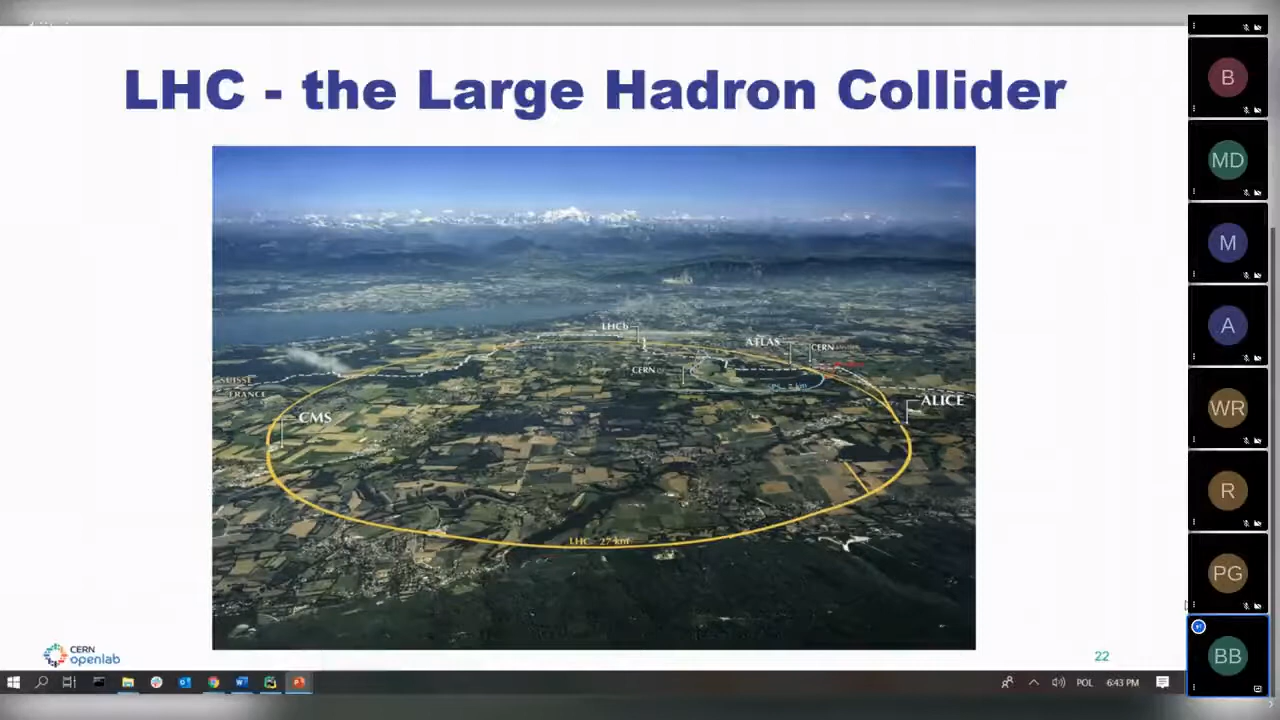 LHC - the Large Hadron Collider
LHCb
ATLAS
CERN
CERN
SUISSE
FRANCE
CMS
ALICE
LHC 27 km
CERN
openlab
22
POL
6:43 PM
B
MD
M
A
WR
R
PG
BB